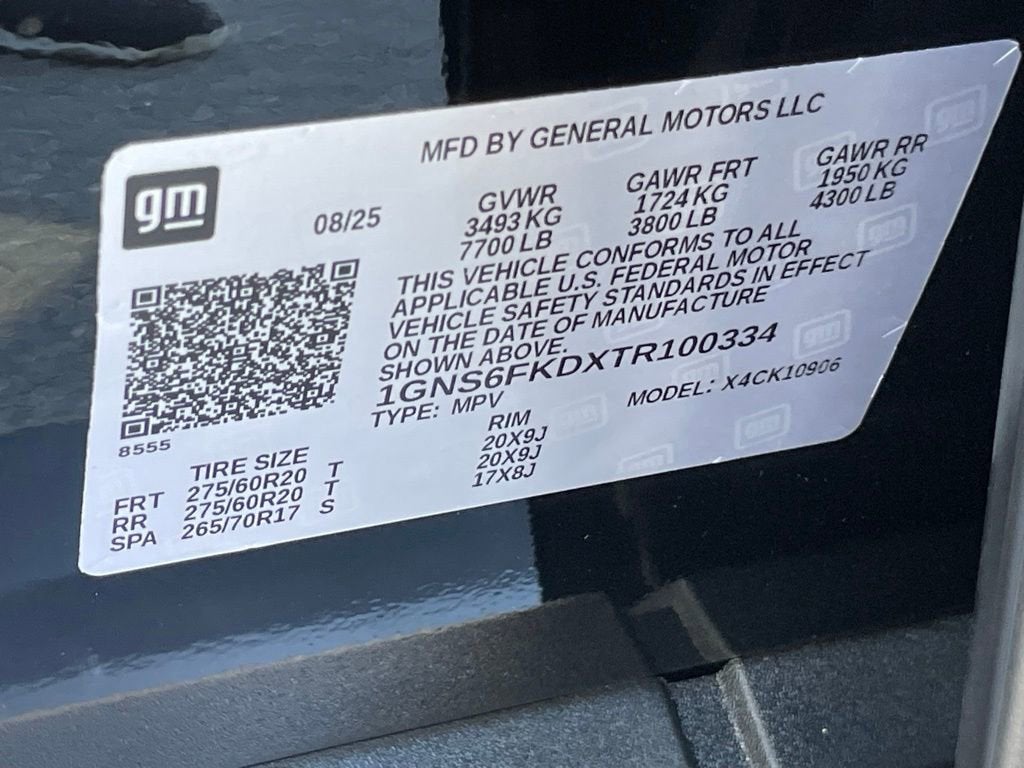 MFD BY GENERAL MOTORS LLC
gm
08/25
GVWR
3493 KG
7700 LB
GAWR FRT
1724 KG
3800 LB
GAWR RR
1950 KG
4300 LB
THIS VEHICLE CONFORMS TO ALL
APPLICABLE U.S. FEDERAL MOTOR
VEHICLE SAFETY STANDARDS IN EFFECT
ON THE DATE OF MANUFACTURE
SHOWN ABOVE.
1GNS6FKDXTR100334
TYPE: MPV
MODEL: X4CK10906
8555
TIRE SIZE
RIM
FRT 275/60R20 T 20X9J
RR 275/60R20 T 20X9J
SPA 265/70R17 S 17X8J